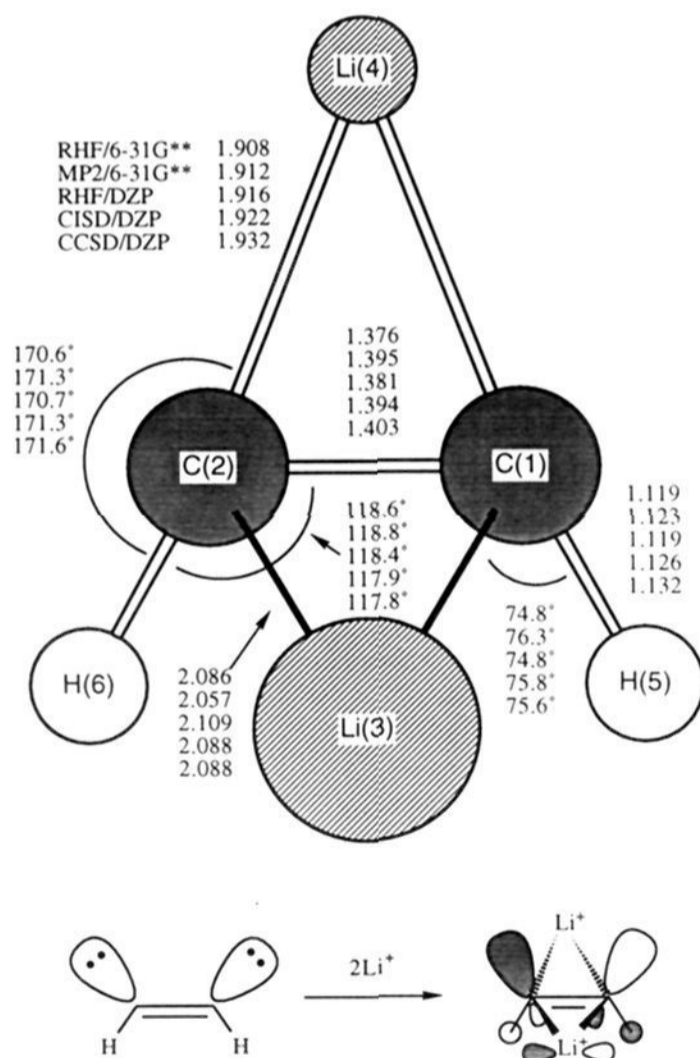 Li(4)
RHF/6-31G** 1.908
MP2/6-31G** 1.912
RHF/DZP 1.916
CISD/DZP 1.922
CCSD/DZP 1.932
1.376
1.395
1.381
1.394
1.403
170.6°
171.3°
170.7°
171.3°
171.6°
C(2)
C(1)
118.6°
118.8°
118.4°
117.9°
117.8°
1.119
1.123
1.119
1.126
1.132
74.8°
76.3°
74.8°
75.8°
75.6°
H(6)
2.086
2.057
2.109
2.088
2.088
Li(3)
H(5)
H
H
2Li⁺
Li⁺
Li⁺